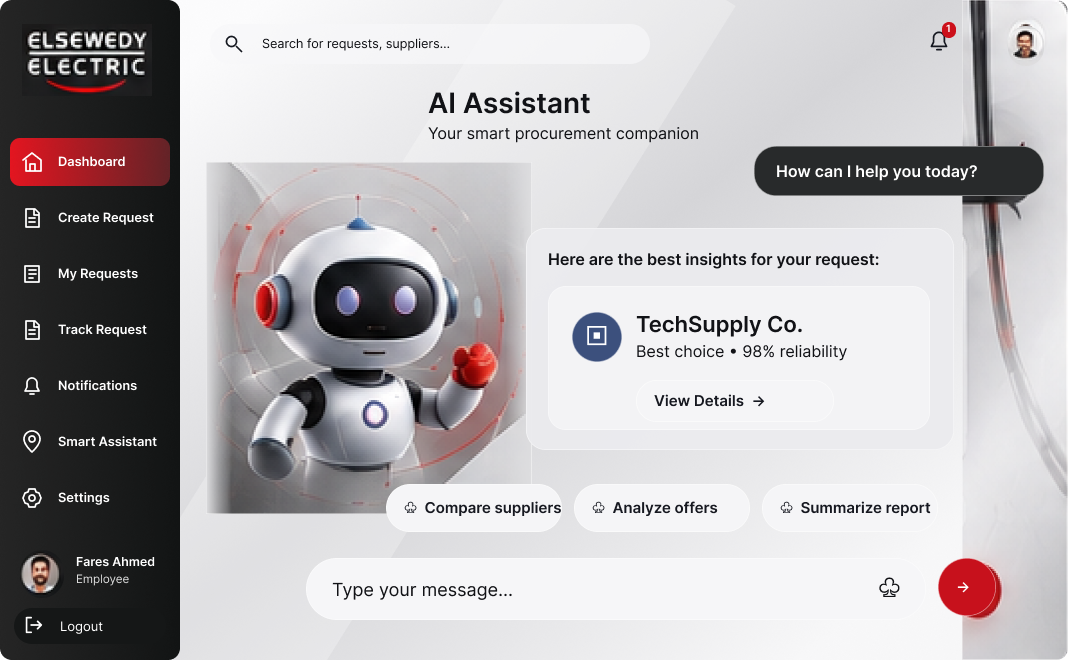 ELSEWEDY
ELECTRIC
Dashboard
Create Request
My Requests
Track Request
Notifications
Smart Assistant
Settings
Fares Ahmed
Employee
Logout
Search for requests, suppliers...
1
AI Assistant
Your smart procurement companion
How can I help you today?
Here are the best insights for your request:
TechSupply Co.
Best choice • 98% reliability
View Details →
Compare suppliers
Analyze offers
Summarize report
Type your message...